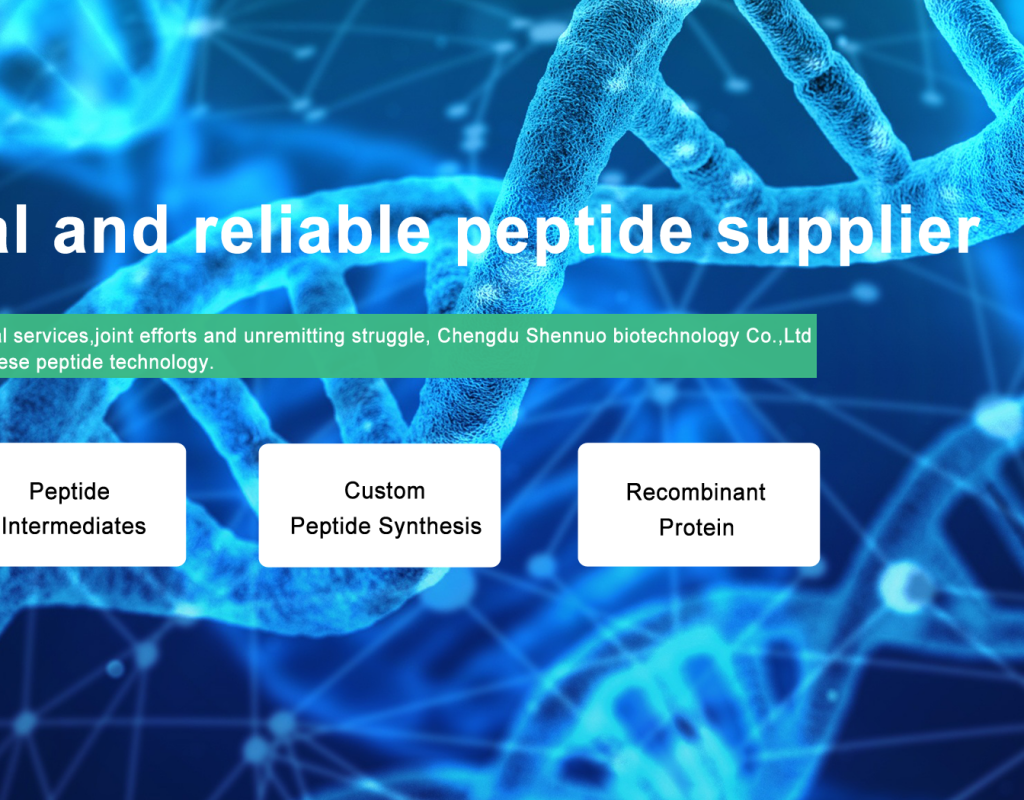 al and reliable peptide supplier
al services,joint efforts and unremitting struggle, Chengdu Shennuo biotechnology Co.,Ltd
ese peptide technology.
Peptide
Intermediates
Custom
Peptide Synthesis
Recombinant
Protein